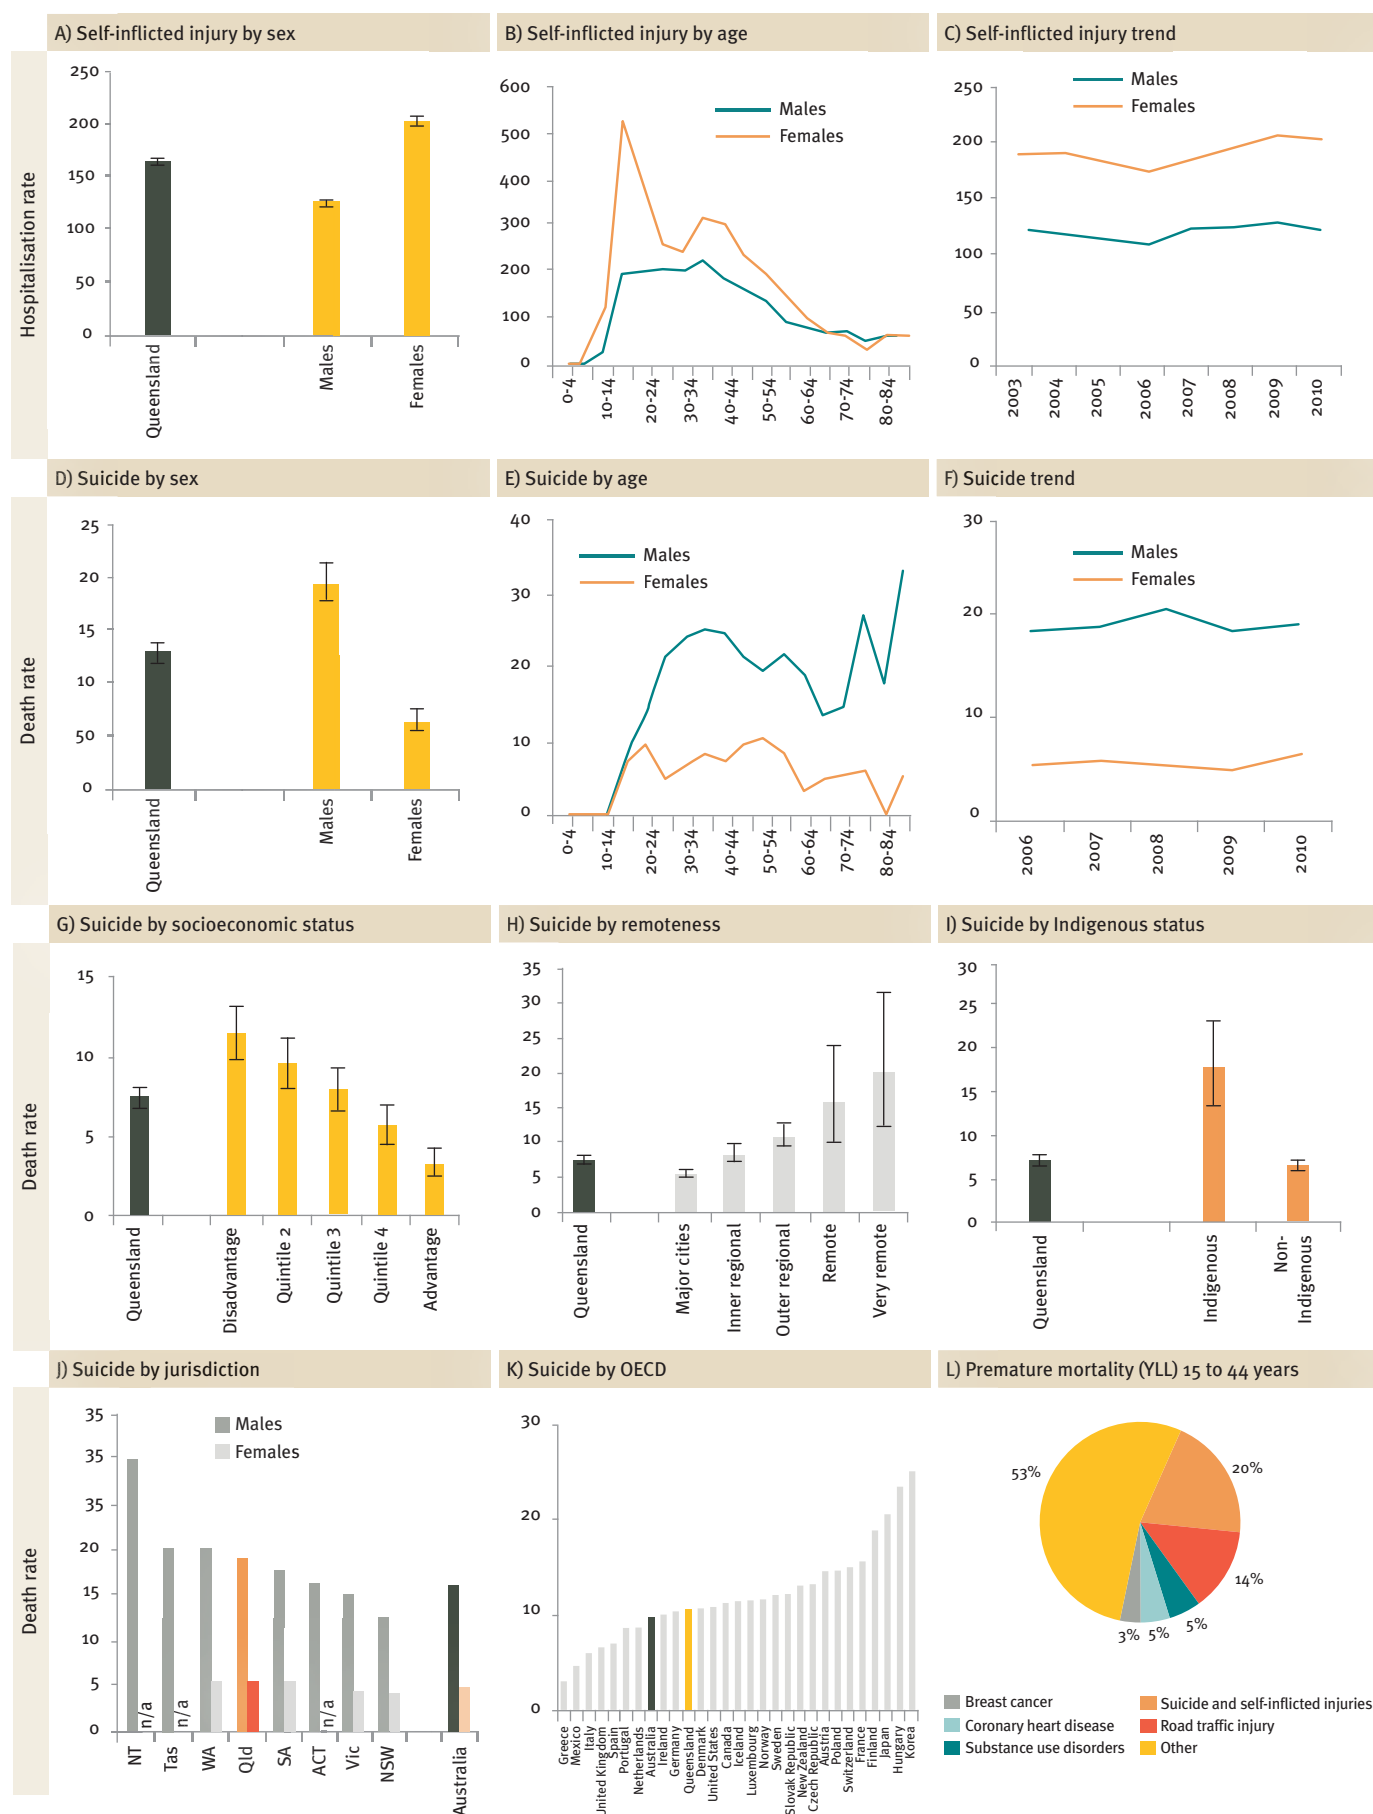 A) Self-inflicted injury by sex
B) Self-inflicted injury by age
C) Self-inflicted injury trend
Hospitalisation rate
250
200
150
100
50
0
Queensland
Males
Females
600
500
400
300
200
100
0
Males
Females
0-4
10-14
20-24
30-34
40-44
50-54
60-64
70-74
80-84
250
200
150
100
50
0
Males
Females
2003
2004
2005
2006
2007
2008
2009
2010
D) Suicide by sex
E) Suicide by age
F) Suicide trend
Death rate
25
20
15
10
50
0
Queensland
Males
Females
40
30
20
10
0
Males
Females
0-4
10-14
20-24
30-34
40-44
50-54
60-64
70-74
80-84
30
20
10
0
Males
Females
2006
2007
2008
2009
2010
G) Suicide by socioeconomic status
H) Suicide by remoteness
I) Suicide by Indigenous status
Death rate
15
10
5
0
Queensland
Disadvantage
Quintile 2
Quintile 3
Quintile 4
Advantage
35
30
25
20
15
10
5
0
Queensland
Major cities
Inner regional
Outer regional
Remote
Very remote
30
25
20
15
10
5
0
Queensland
Indigenous
Non-
Indigenous
J) Suicide by jurisdiction
K) Suicide by OECD
L) Premature mortality (YLL) 15 to 44 years
Death rate
35
35
35
20
15
10
5
0
Males
Females
n/a
n/a
n/a
NT
Tas
WA
Qld
SA
ACT
Vic
NSW
Australia
30
20
10
0
Greece
Mexico
Italy
United Kingdom
Spain
Portugal
Netherlands
Australia
Ireland
Germany
Queensland
Denmark
United States
Canada
Iceland
Luxembourg
Norway
Sweden
Slovak Republic
New Zealand
Czech Republic
Austria
Poland
Switzerland
France
Finland
Japan
Hungary
Korea
53%
20%
14%
5%
5%
3%
Breast cancer
Coronary heart disease
Substance use disorders
Suicide and self-inflicted injuries
Road traffic injury
Other